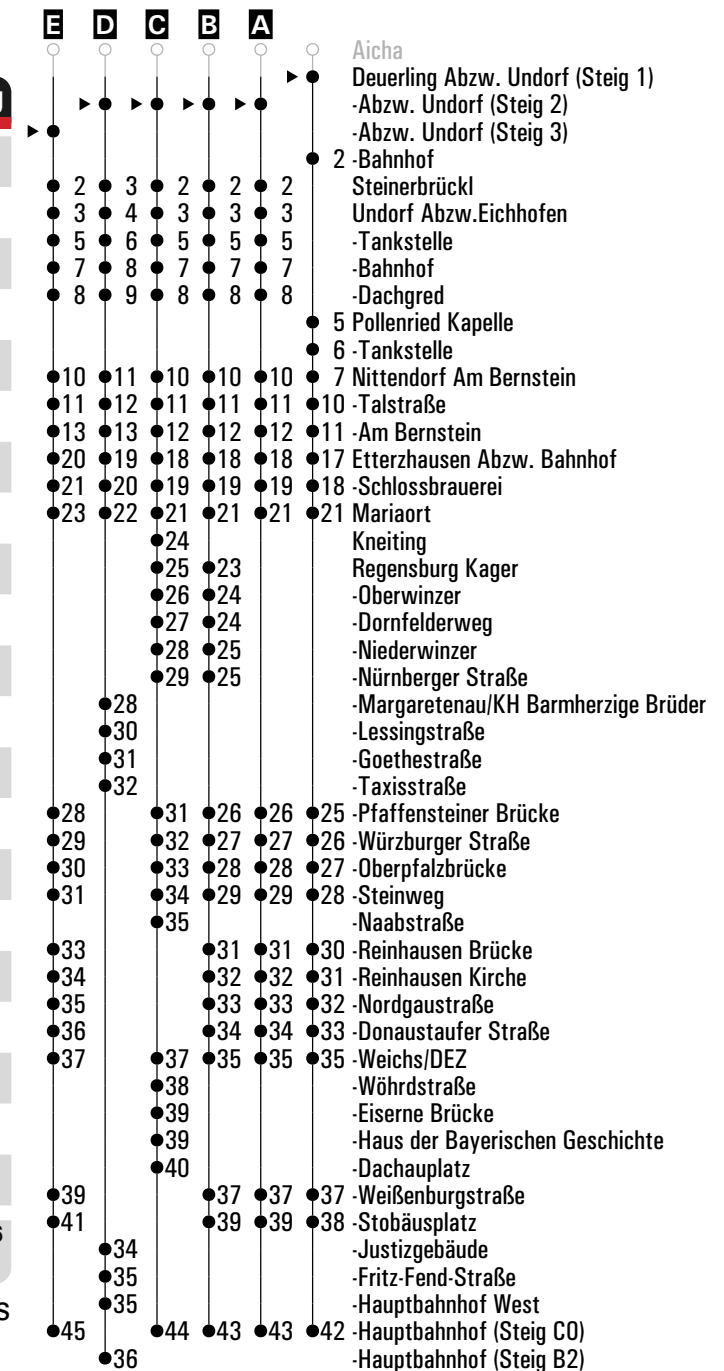 E D C B A
Aicha
Deuerling Abzw. Undorf (Steig 1)
-Abzw. Undorf (Steig 2)
-Abzw. Undorf (Steig 3)
2 -Bahnhof
2 3 2 2 2 Steinerbrückl
3 4 3 3 3 Undorf Abzw.Eichhofen
5 6 5 5 5 -Tankstelle
7 8 7 7 7 -Bahnhof
8 9 8 8 8 -Dachgred
5 Pollenried Kapelle
6 -Tankstelle
10 11 10 10 10 7 Nittendorf Am Bernstein
11 12 11 11 11 10 -Talstraße
13 13 12 12 12 11 -Am Bernstein
20 19 18 18 18 17 Etterzhausen Abzw. Bahnhof
21 20 19 19 19 18 -Schlossbrauerei
23 22 21 21 21 21 Mariaort
24 Kneiting
25 23 Regensburg Kager
26 24 -Oberwinzer
27 24 -Dornfelderweg
28 25 -Niederwinzer
29 25 -Nürnberger Straße
28 -Margaretenau/KH Barmherzige Brüder
30 -Lessingstraße
31 -Goethestraße
32 -Taxisstraße
28 31 26 26 25 -Pfaffensteiner Brücke
29 32 27 27 26 -Würzburger Straße
30 33 28 28 27 -Oberpfalzbrücke
31 34 29 29 28 -Steinweg
35 -Naabstraße
33 31 31 30 -Reinhausen Brücke
34 32 32 31 -Reinhausen Kirche
35 33 33 32 -Nordgaustraße
36 34 34 33 -Donaustaufer Straße
37 37 35 35 35 -Weichs/DEZ
38 -Wöhrdstraße
39 -Eiserne Brücke
39 -Haus der Bayerischen Geschichte
40 -Dachauplatz
39 37 37 37 -Weißenburgstraße
41 39 39 38 -Stobäusplatz
34 -Justizgebäude
35 -Fritz-Fend-Straße
35 -Hauptbahnhof West
45 44 43 43 42 -Hauptbahnhof (Steig C0)
36 -Hauptbahnhof (Steig B2)